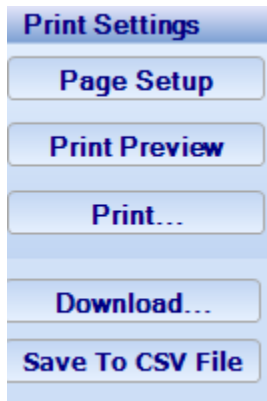 Print Settings
Page Setup
Print Preview
Print...
Download...
Save To CSV File